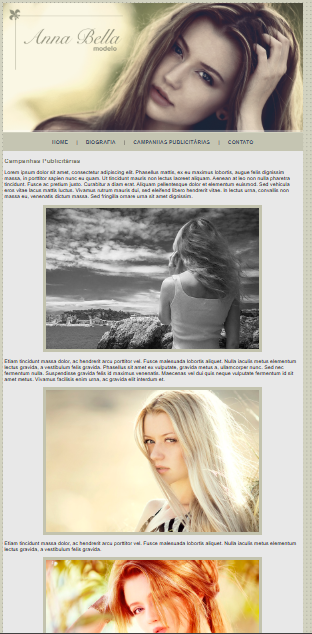 Anna Bella
modelo
HOME | BIOGRAFIA | CAMPANHAS PUBLICITÁRIAS | CONTATO
Campanhas Publicitárias
Lorem ipsum dolor sit amet, consectetur adipiscing elit. Phasellus mattis, ex eu maximus lobortis, augue felis dignissim
massa, in porttitor sapien nunc eu quam. Ut tincidunt mauris non lectus laoreet aliquam. Aenean at leo non nulla pharetra
tincidunt. Fusce ac pretium justo. Curabitur a diam erat. Aliquam pellentesque dolor et elementum euismod. Sed vehicula
eros vitae lacus mattis luctus. Vivamus rutrum mauris dui, sed eleifend libero hendrerit vitae. In lectus urna, convallis non
massa eu, venenatis dictum massa. Sed fringilla ornare urna sit amet dignissim.
Etiam tincidunt massa dolor, ac hendrerit arcu porttitor vel. Fusce malesuada lobortis aliquet. Nulla iaculis metus elementum
lectus gravida, a vestibulum felis gravida. Phasellus sit amet ex vulputate, gravida metus a, ullamcorper nunc. Sed nec
fermentum nulla. Suspendisse gravida felis id maximus venenatis. Maecenas vel dui quis neque vulputate fermentum id sit
amet metus. Vivamus facilisis enim urna, ac gravida elit interdum et.
Etiam tincidunt massa dolor, ac hendrerit arcu porttitor vel. Fusce malesuada lobortis aliquet. Nulla iaculis metus elementum
lectus gravida, a vestibulum felis gravida.